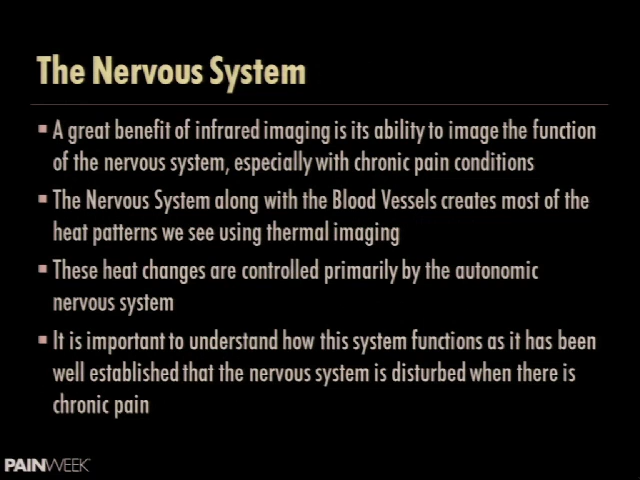 The Nervous System
A great benefit of infrared imaging is its ability to image the function
of the nervous system, especially with chronic pain conditions
The Nervous System along with the Blood Vessels creates most of the
heat patterns we see using thermal imaging
These heat changes are controlled primarily by the autonomic
nervous system
It is important to understand how this system functions as it has been
well established that the nervous system is disturbed when there is
chronic pain
PAINWEEK